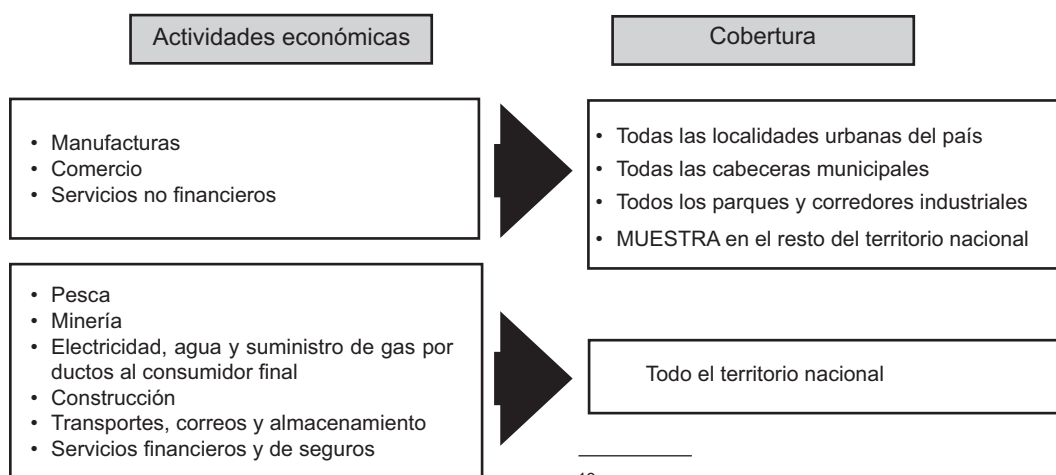 Actividades económicas
Cobertura
• Manufacturas
• Comercio
• Servicios no financieros
• Todas las localidades urbanas del país
• Todas las cabeceras municipales
• Todos los parques y corredores industriales
• MUESTRA en el resto del territorio nacional
• Pesca
• Minería
• Electricidad, agua y suministro de gas por
ductos al consumidor final
• Construcción
• Transportes, correos y almacenamiento
• Servicios financieros y de seguros
Todo el territorio nacional